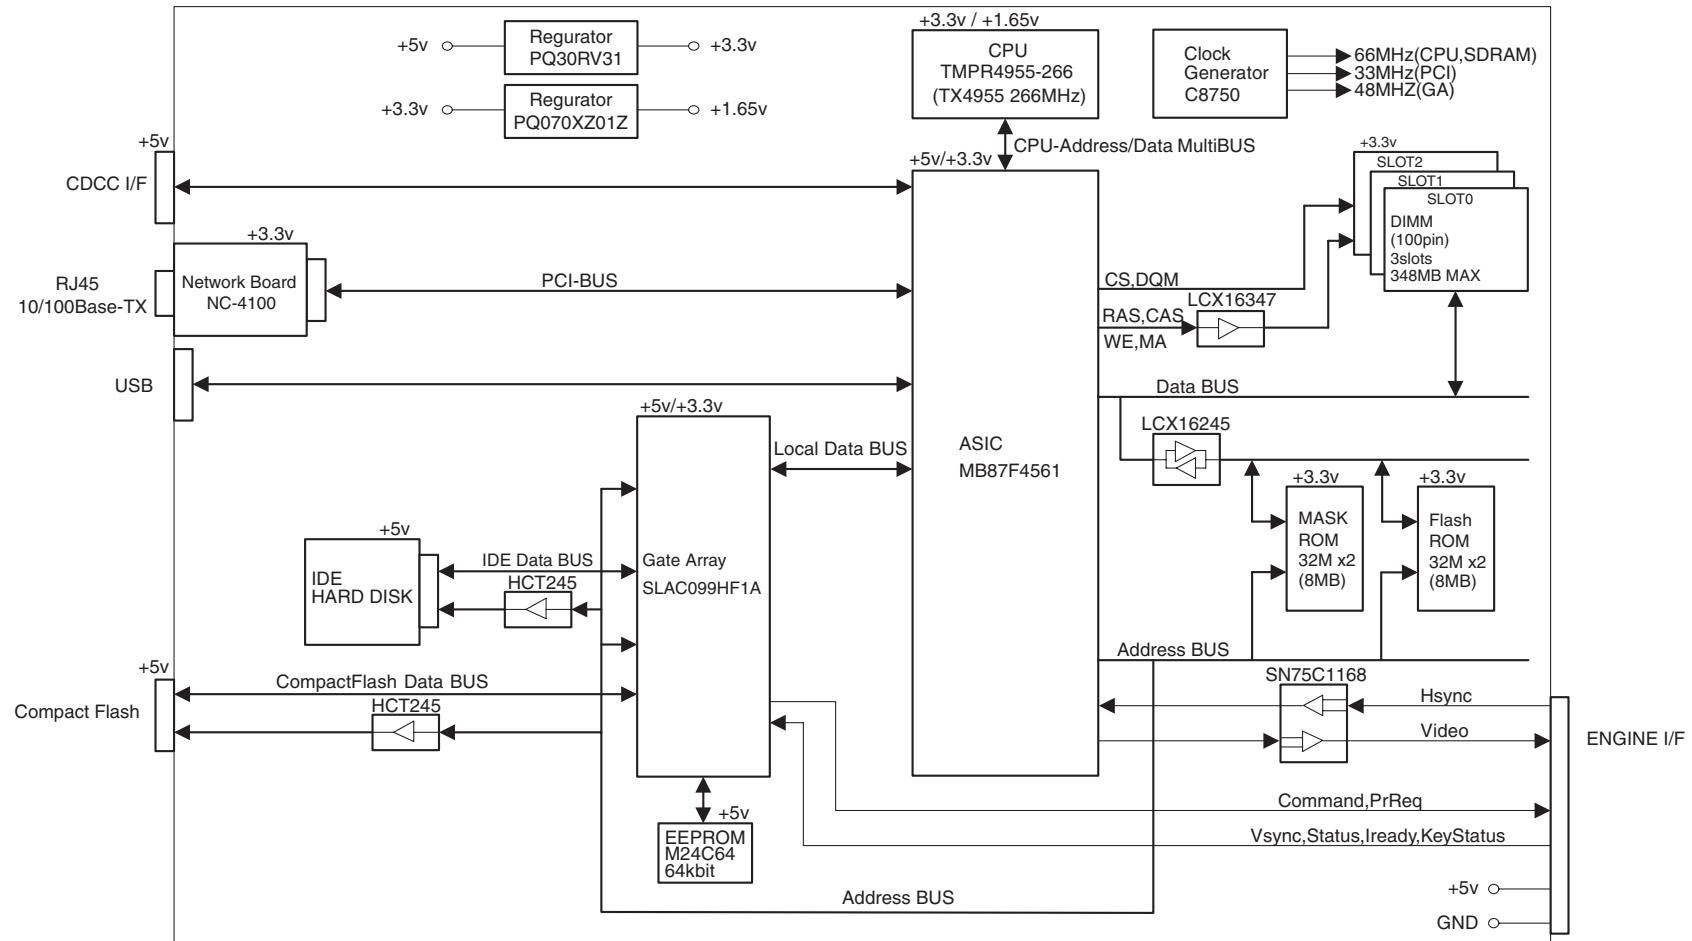 +5v
Regurator
PQ30RV31
+3.3v
+3.3v
Regurator
PQ070XZ01Z
+1.65v
+3.3v / +1.65v
CPU
TMPR4955-266
(TX4955 266MHz)
CPU-Address/Data MultiBUS
Clock
Generator
C8750
66MHz(CPU,SDRAM)
33MHz(PCI)
48MHZ(GA)
+5v
CDCC I/F
+3.3v
RJ45
10/100Base-TX
Network Board
NC-4100
PCI-BUS
USB
+5v/+3.3v
ASIC
MB87F4561
+3.3v
SLOT2
SLOT1
SLOT0
DIMM
(100pin)
3slots
348MB MAX
CS,DQM
LCX16347
RAS,CAS
WE,MA
Data BUS
LCX16245
+3.3v
MASK
ROM
32M x2
(8MB)
+3.3v
Flash
ROM
32M x2
(8MB)
Address BUS
+5v/+3.3v
Local Data BUS
Gate Array
SLAC099HF1A
+5v
IDE
HARD DISK
IDE Data BUS
HCT245
+5v
Compact Flash
CompactFlash Data BUS
HCT245
+5v
EEPROM
M24C64
64kbit
SN75C1168
Hsync
Video
ENGINE I/F
Command,PrReq
Vsync,Status,Iready,KeyStatus
+5v
GND
Address BUS